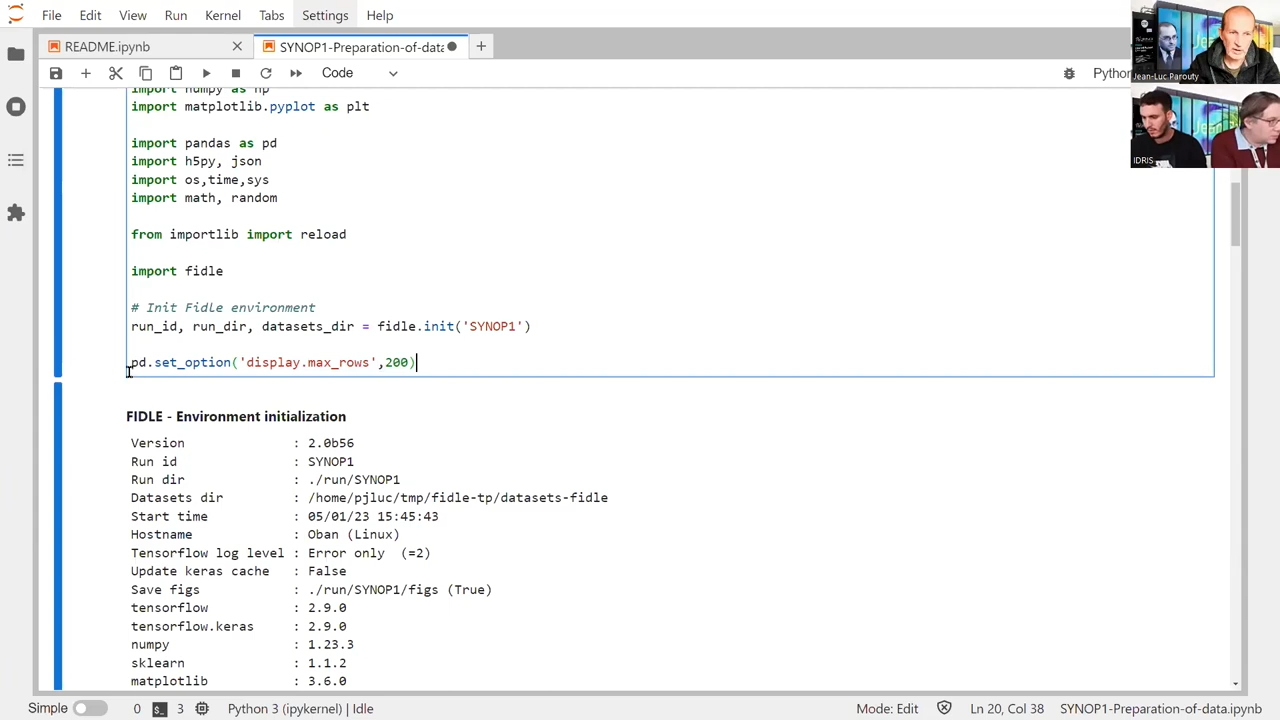 File Edit View Run Kernel Tabs Settings Help
README.ipynb
SYNOP1-Preparation-of-data.
Code
Python
import numpy as np
import matplotlib.pyplot as plt
import pandas as pd
import h5py, json
import os,time,sys
import math, random
from importlib import reload
import fidle
# Init Fidle environment
run_id, run_dir, datasets_dir = fidle.init('SYNOP1')
pd.set_option('display.max_rows',200)
FIDLE - Environment initialization
Version : 2.0b56
Run id : SYNOP1
Run dir : ./run/SYNOP1
Datasets dir : /home/pjluc/tmp/fidle-tp/datasets-fidle
Start time : 05/01/23 15:45:43
Hostname : Oban (Linux)
Tensorflow log level : Error only (=2)
Update keras cache : False
Save figs : ./run/SYNOP1/figs (True)
tensorflow : 2.9.0
tensorflow.keras : 2.9.0
numpy : 1.23.3
sklearn : 1.1.2
matplotlib : 3.6.0
Jean-Luc Parouty
IDRIS
Simple 0 $_ 3 Python 3 (ipykernel) | Idle Mode: Edit Ln 20, Col 38 SYNOP1-Preparation-of-data.ipynb